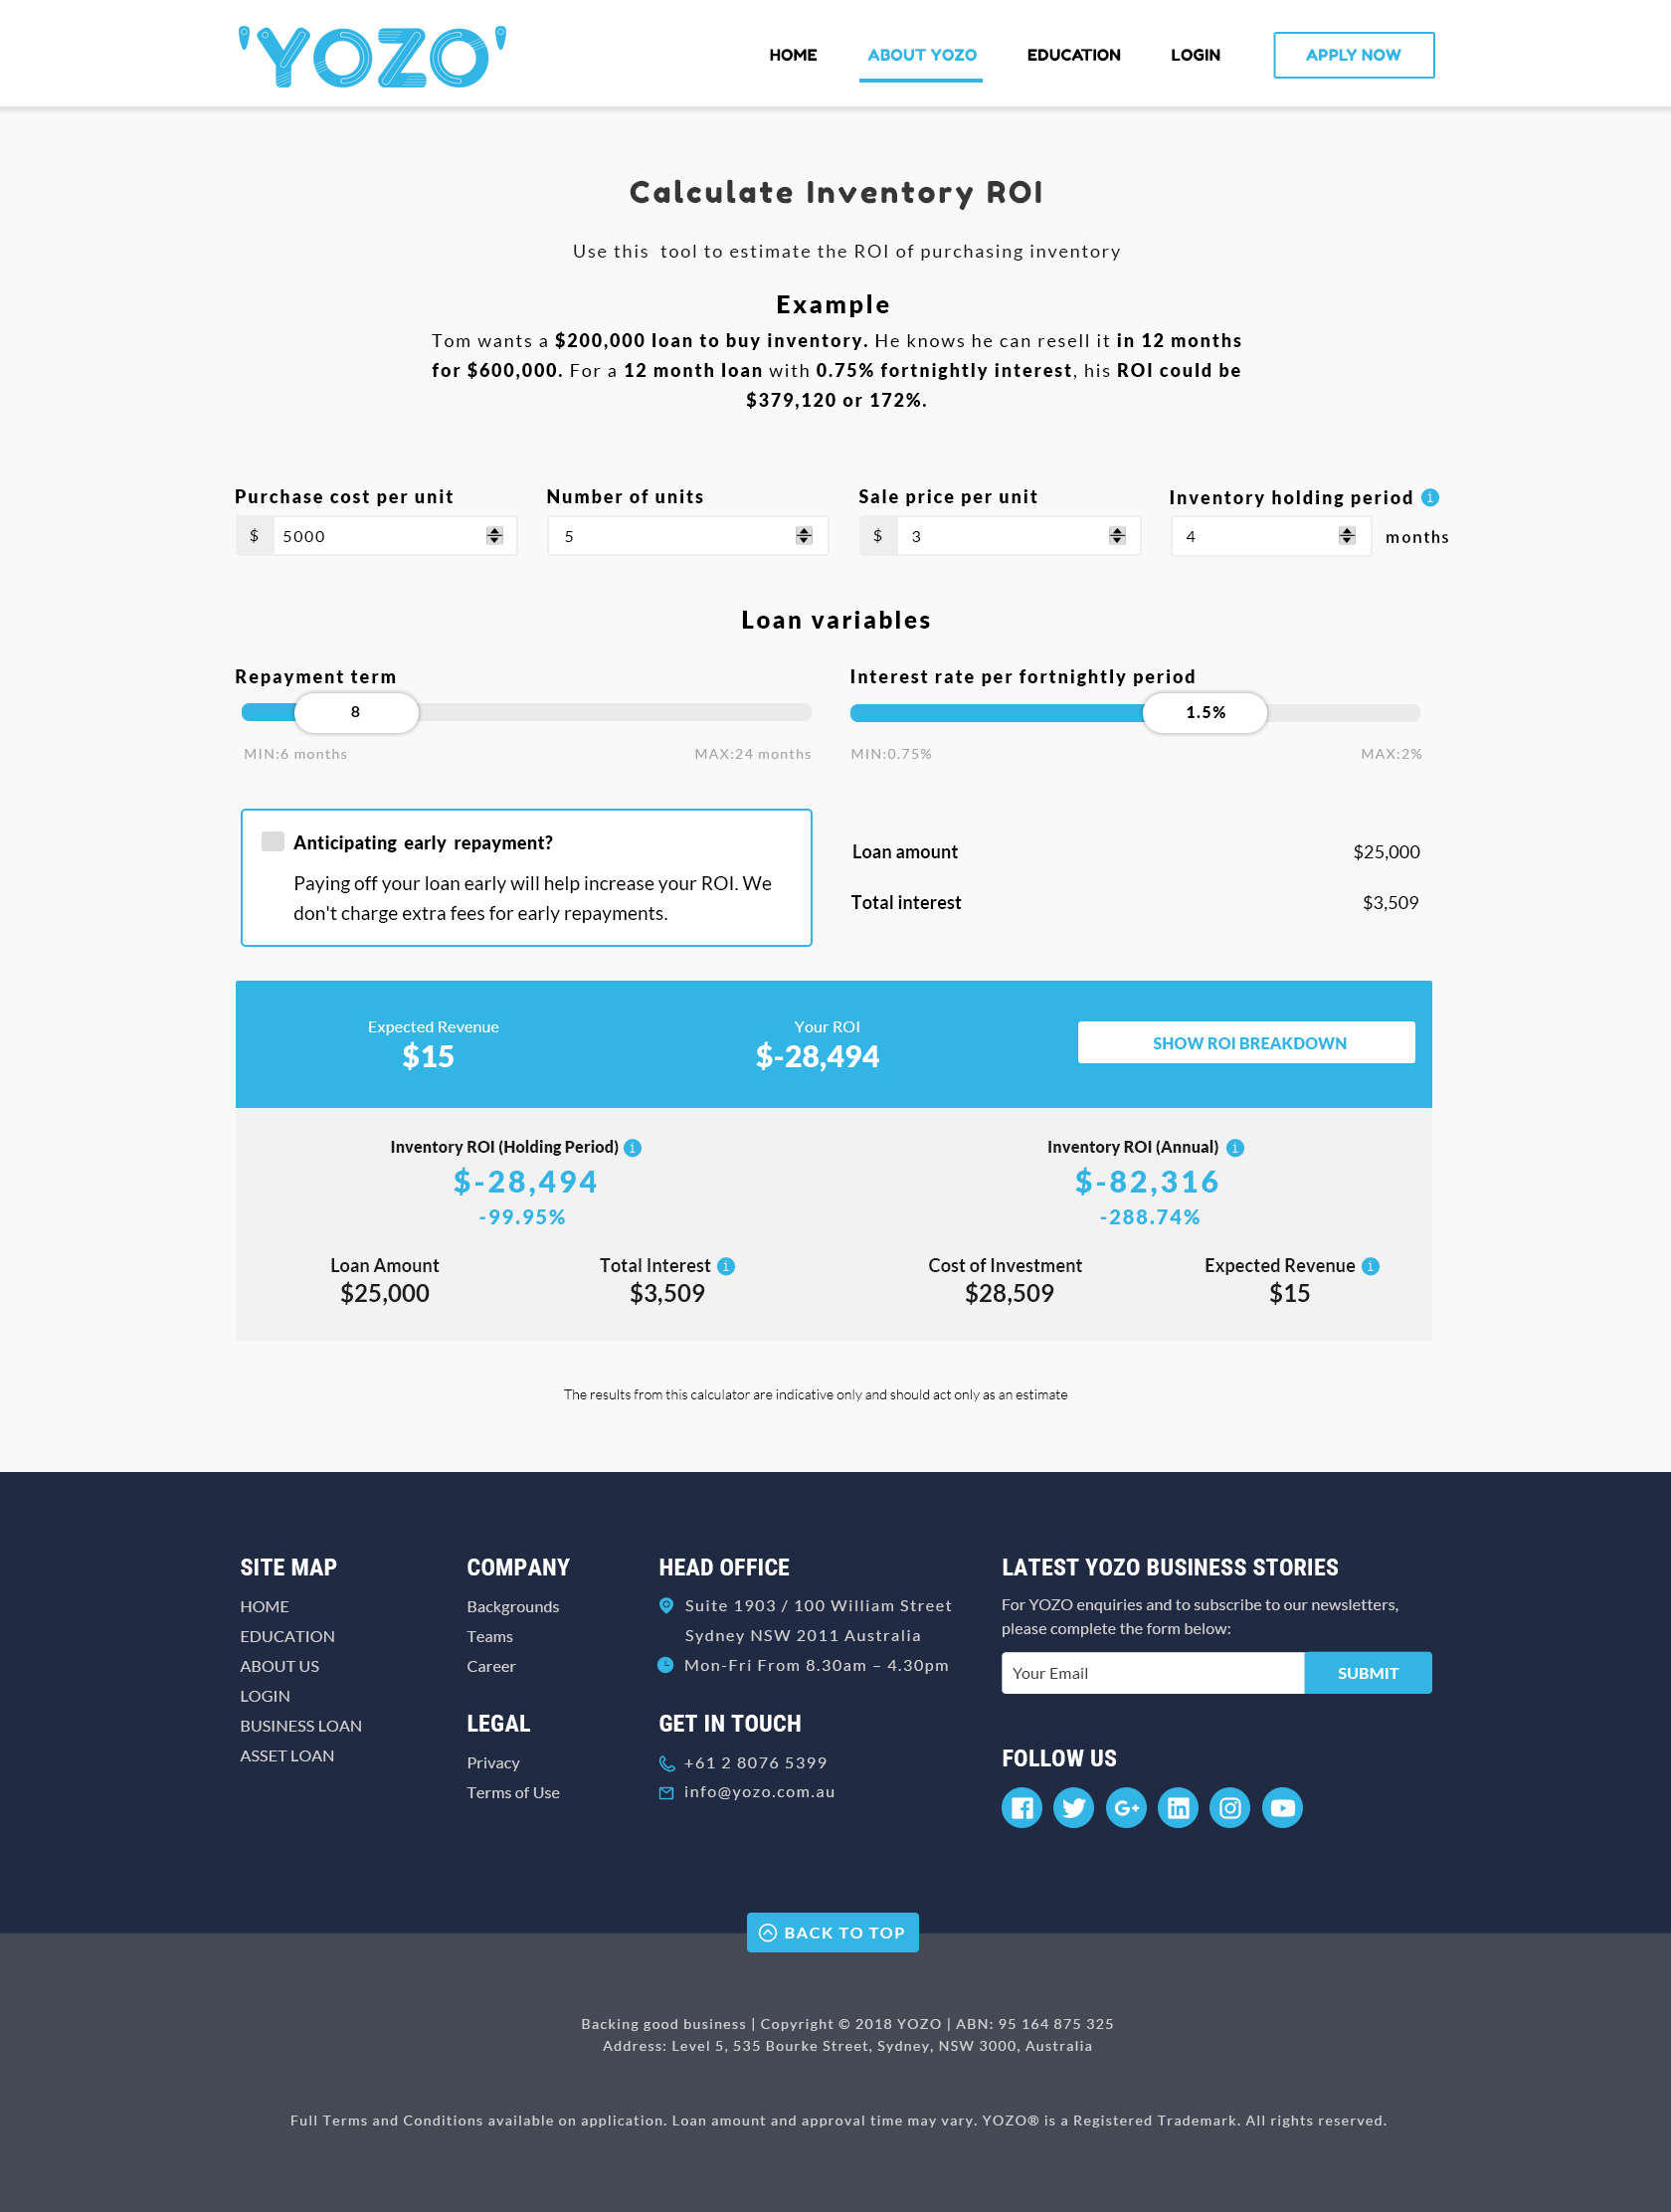 'YOZO'
HOME ABOUT YOZO EDUCATION LOGIN APPLY NOW
Calculate Inventory ROI
Use this tool to estimate the ROI of purchasing inventory
Example
Tom wants a $200,000 loan to buy inventory. He knows he can resell it in 12 months
for $600,000. For a 12 month loan with 0.75% fortnightly interest, his ROI could be
$379,120 or 172%.
Purchase cost per unit Number of units Sale price per unit Inventory holding period i
$ 5000 5 $ 3 4 months
Loan variables
Repayment term Interest rate per fortnightly period
8 1.5%
MIN:6 months MAX:24 months MIN:0.75% MAX:2%
Anticipating early repayment?
Paying off your loan early will help increase your ROI. We
don't charge extra fees for early repayments.
Loan amount $25,000
Total interest $3,509
Expected Revenue Your ROI
$15 $-28,494 SHOW ROI BREAKDOWN
Inventory ROI (Holding Period) i Inventory ROI (Annual) i
$-28,494 $-82,316
-99.95% -288.74%
Loan Amount Total Interest i Cost of Investment Expected Revenue i
$25,000 $3,509 $28,509 $15
The results from this calculator are indicative only and should act only as an estimate
SITE MAP
HOME
EDUCATION
ABOUT US
LOGIN
BUSINESS LOAN
ASSET LOAN
COMPANY
Backgrounds
Teams
Career
LEGAL
Privacy
Terms of Use
HEAD OFFICE
Suite 1903 / 100 William Street
Sydney NSW 2011 Australia
Mon-Fri From 8.30am – 4.30pm
GET IN TOUCH
+61 2 8076 5399
info@yozo.com.au
LATEST YOZO BUSINESS STORIES
For YOZO enquiries and to subscribe to our newsletters,
please complete the form below:
Your Email SUBMIT
FOLLOW US
BACK TO TOP
Backing good business | Copyright © 2018 YOZO | ABN: 95 164 875 325
Address: Level 5, 535 Bourke Street, Sydney, NSW 3000, Australia
Full Terms and Conditions available on application. Loan amount and approval time may vary. YOZO® is a Registered Trademark. All rights reserved.